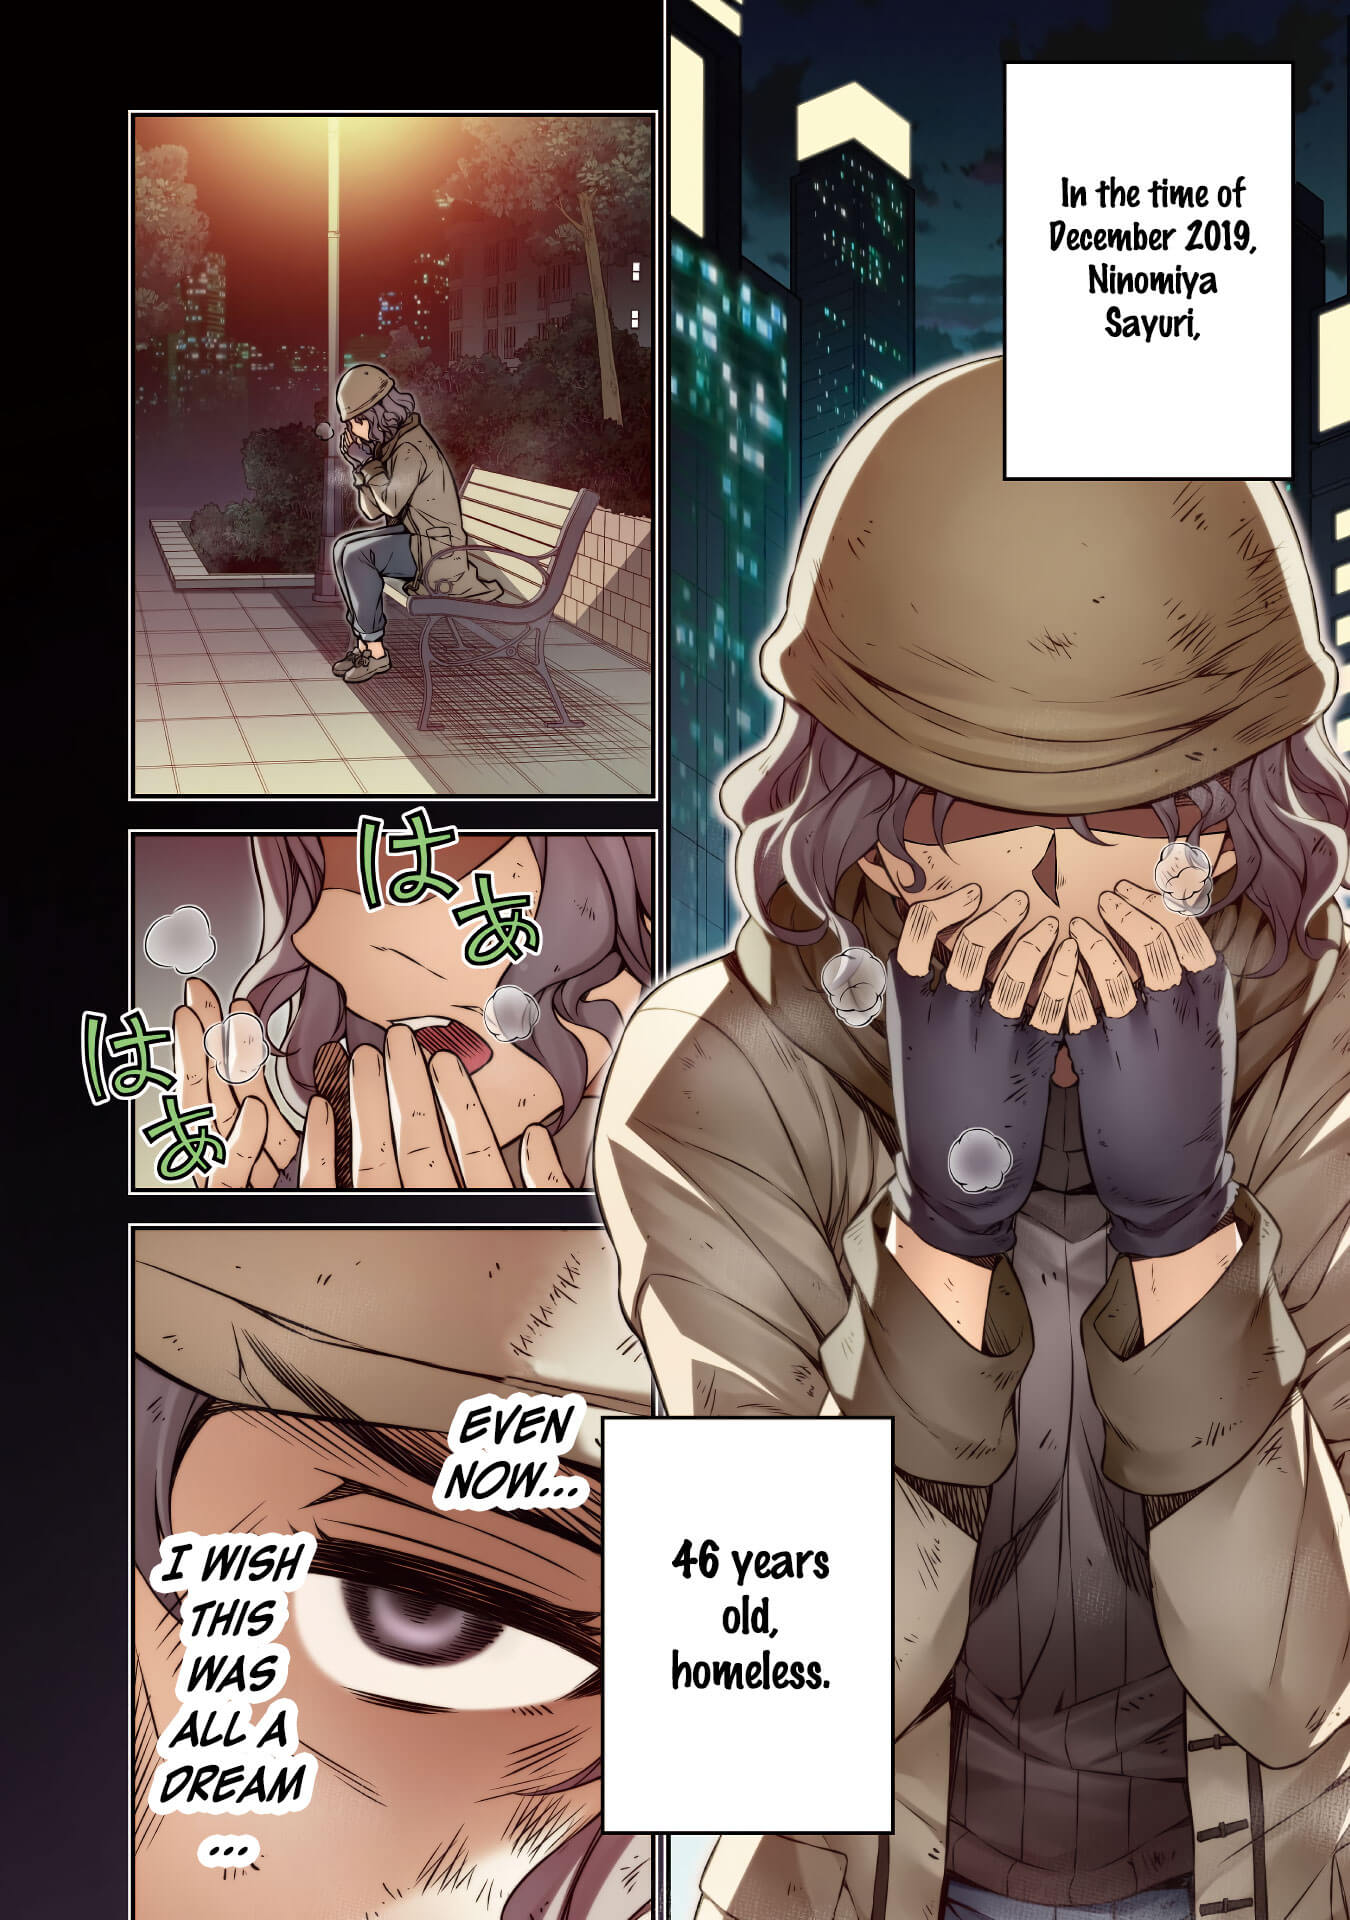 In the time of
December 2019,
Ninomiya
Sayuri,
46 years
old,
homeless.
:
:
はぁ
はぁ
EVEN
NOW...
I WISH
THIS
WAS
ALL A
DREAM
...